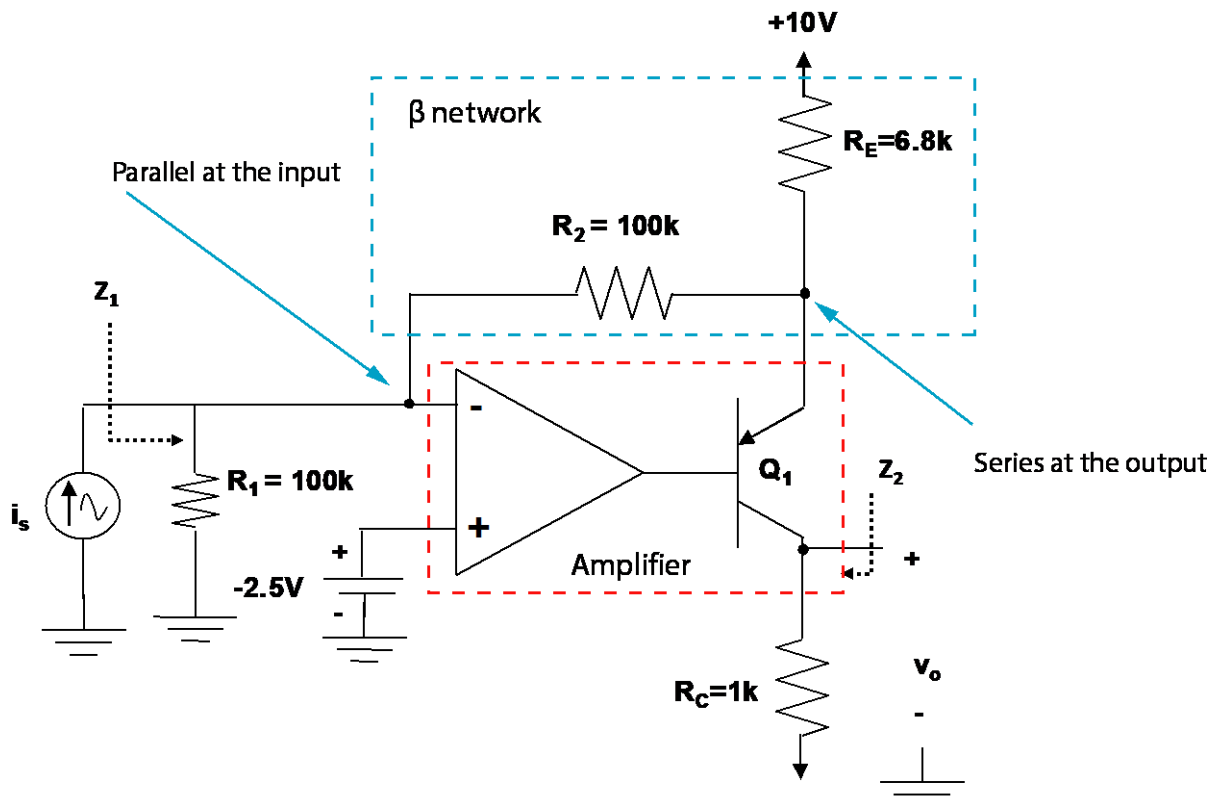 +10V
β network
R_E=6.8k
Parallel at the input
R_2 = 100k
Z_1
-
R_1 = 100k
Q_1
Z_2
Series at the output
i_s
+
+
Amplifier
+
-2.5V
-
R_C=1k
v_o
-